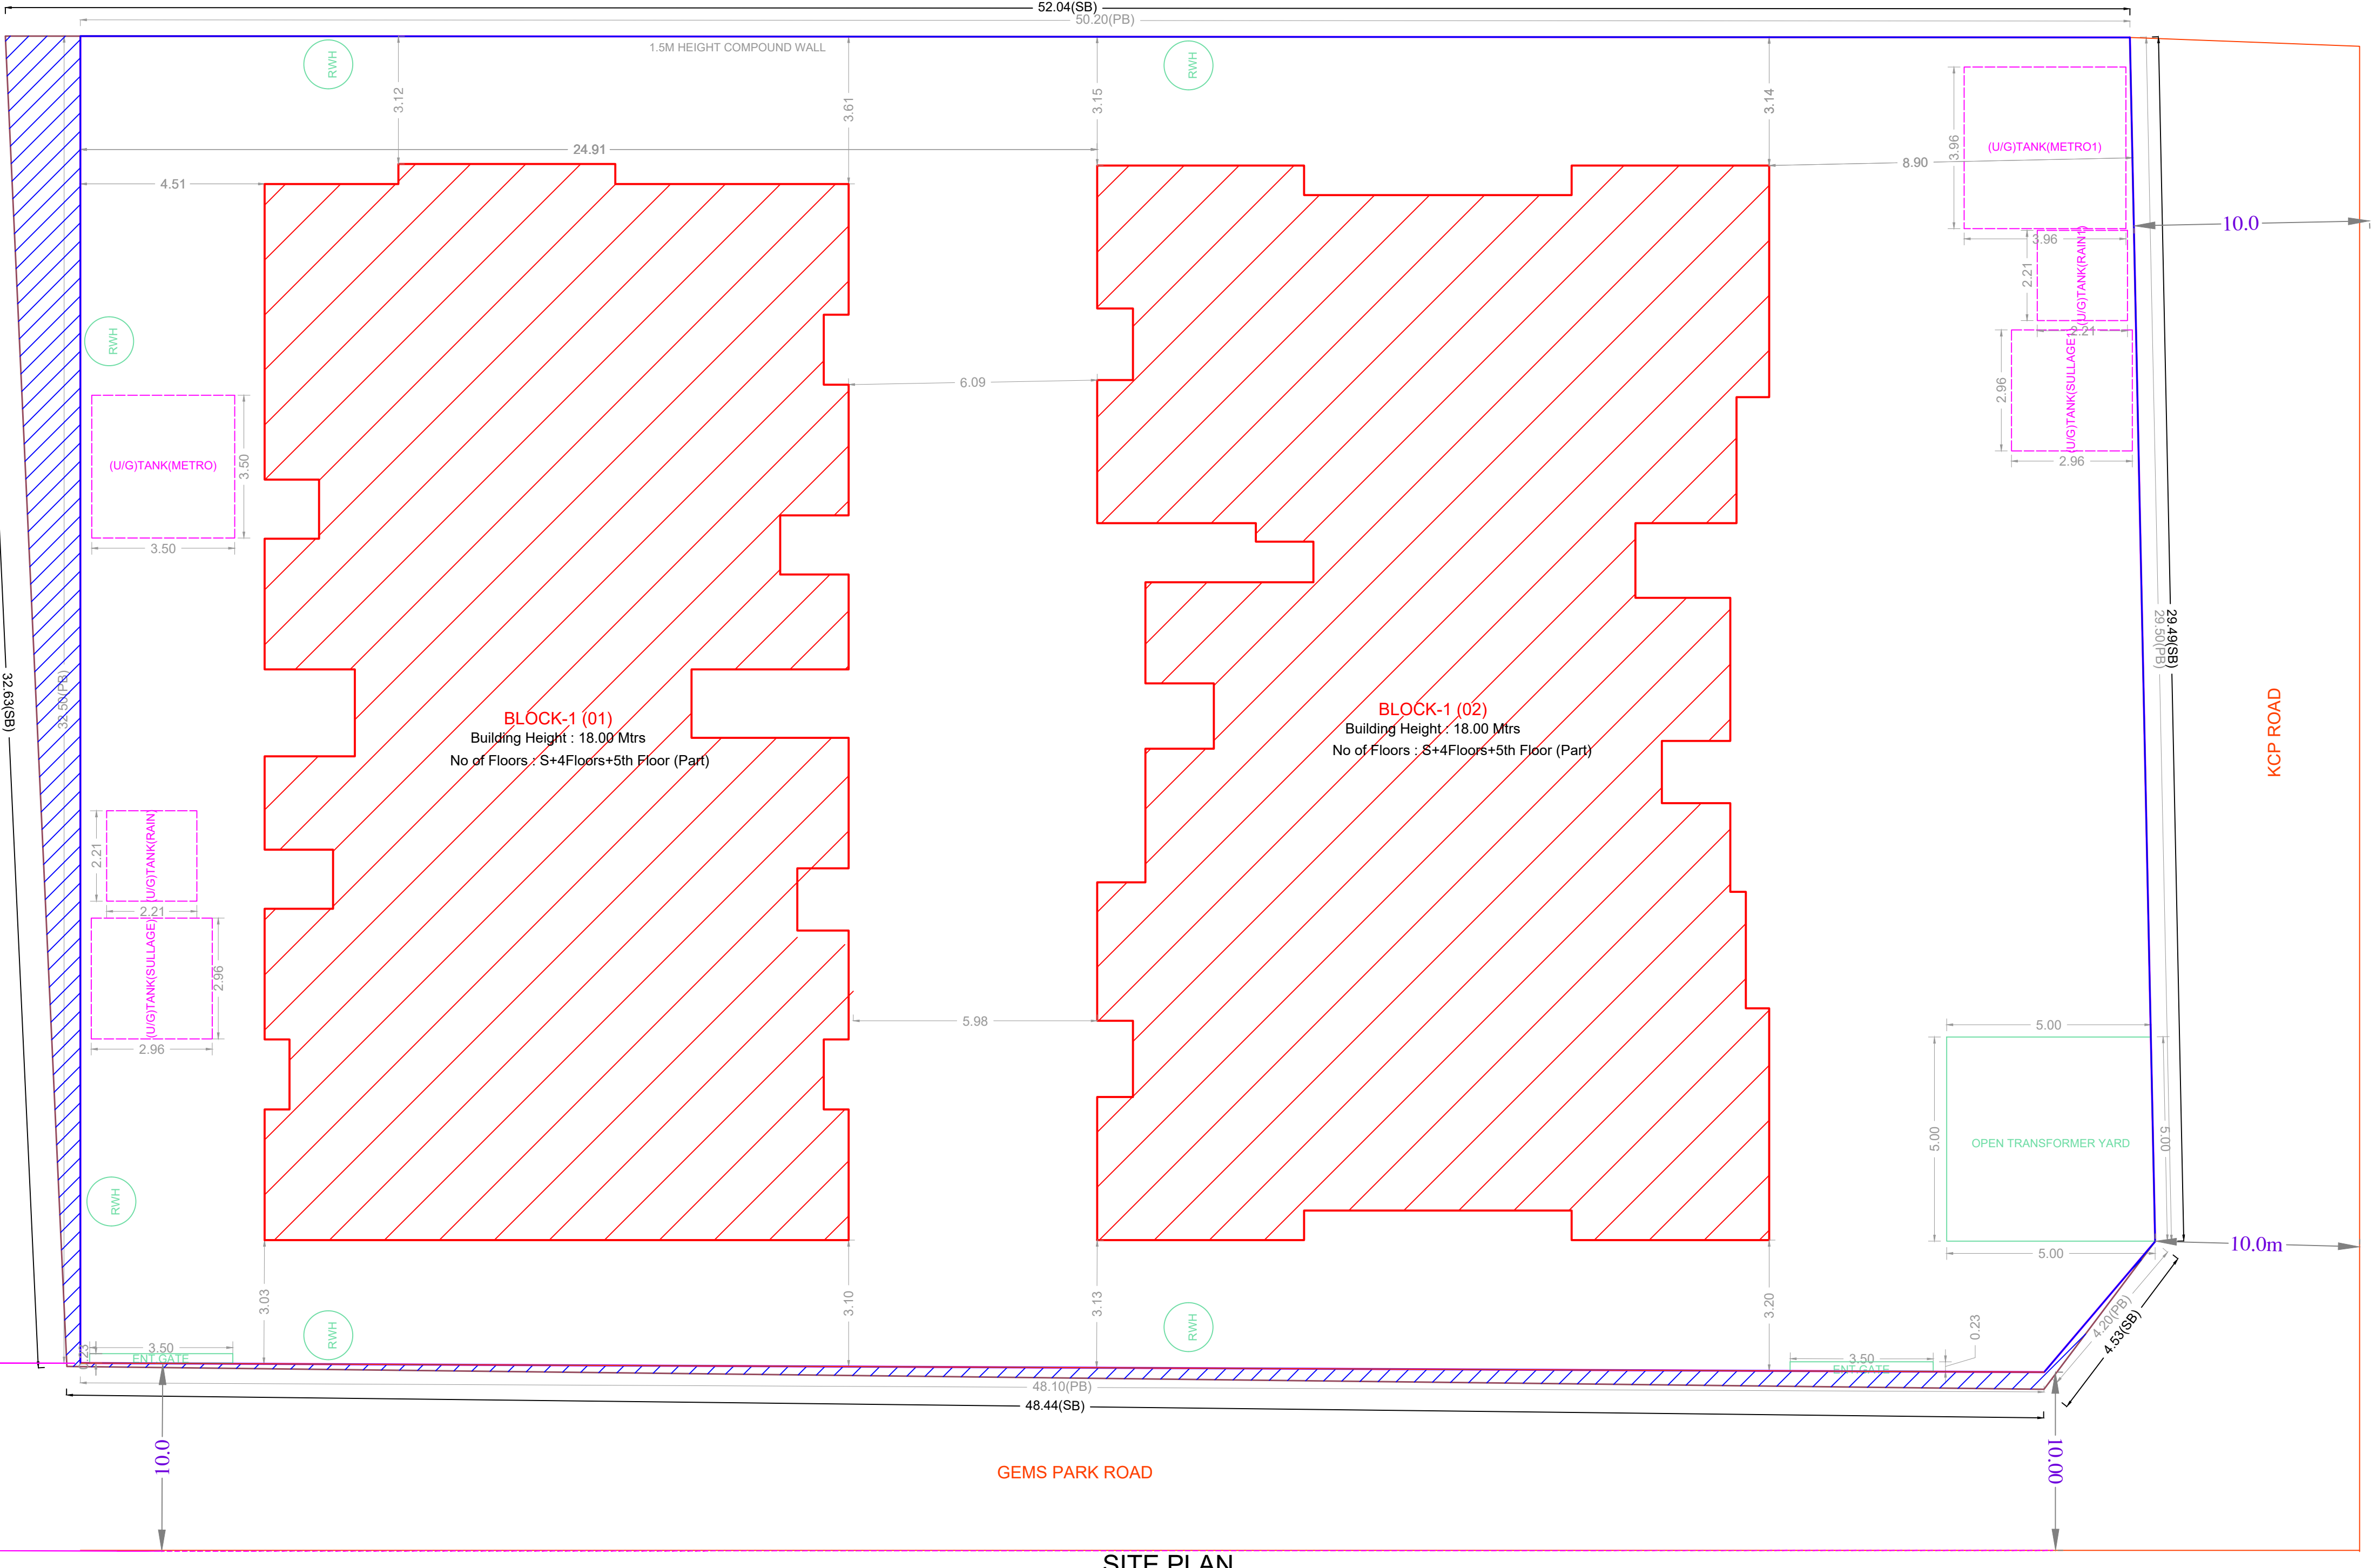 52.04(SB)
50.20(PB)
1.5M HEIGHT COMPOUND WALL
RWH
RWH
3.12
3.61
3.15
3.14
3.96
(U/G)TANK(METRO1)
24.91
8.90
4.51
10.0
3.96
2.21
(U/G)TANK(RAIN1)
2.21
RWH
6.09
2.96
(U/G)TANK(SULLAGE1)
2.96
(U/G)TANK(METRO)
3.50
3.50
32.63(SB)
32.50(PB)
29.50(PB)
29.49(SB)
KCP ROAD
BLOCK-1 (01)
Building Height : 18.00 Mtrs
No of Floors : S+4Floors+5th Floor (Part)
BLOCK-1 (02)
Building Height : 18.00 Mtrs
No of Floors : S+4Floors+5th Floor (Part)
2.21
(U/G)TANK(RAIN)
2.21
(U/G)TANK(SULLAGE)
2.96
2.96
5.98
5.00
5.00
OPEN TRANSFORMER YARD
5.00
5.00
RWH
10.0m
3.03
3.10
3.13
3.20
RWH
RWH
0.23
3.50
ENT GATE
0.23
3.50
ENT GATE
4.20(PB)
4.53(SB)
48.10(PB)
48.44(SB)
10.0
10.00
GEMS PARK ROAD
SITE PLAN